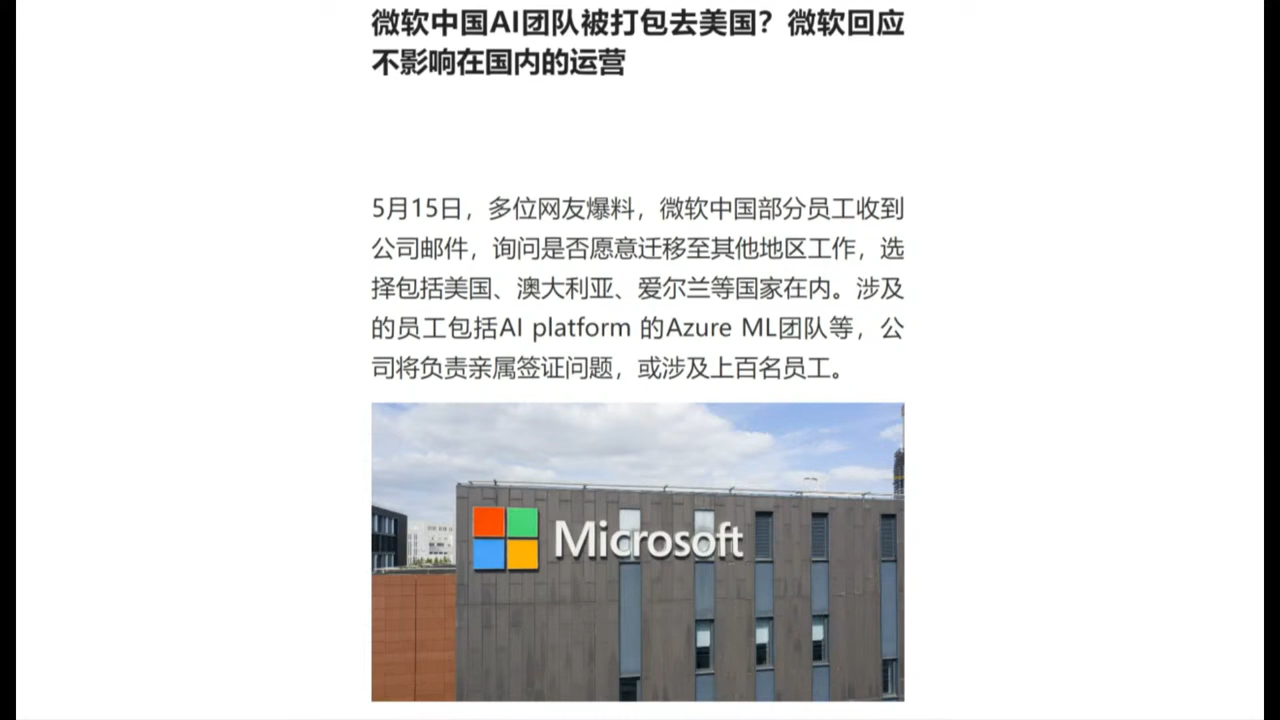 微软中国AI团队被打包去美国？微软回应
不影响在国内的运营
5月15日，多位网友爆料，微软中国部分员工收到
公司邮件，询问是否愿意迁移至其他地区工作，选
择包括美国、澳大利亚、爱尔兰等国家在内。涉及
的员工包括AI platform 的Azure ML团队等，公
司将负责亲属签证问题，或涉及上百名员工。
Microsoft